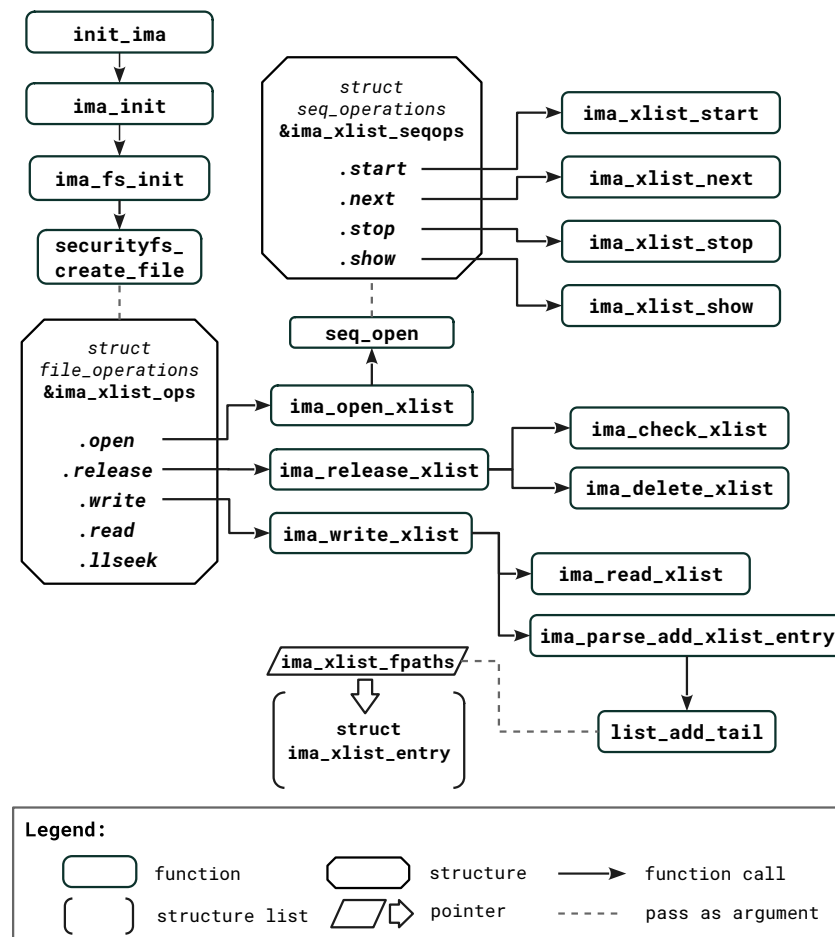 init_ima
ima_init
ima_fs_init
securityfs_
create_file
struct
file_operations
&ima_xlist_ops
.open
.release
.write
.read
.llseek
struct
seq_operations
&ima_xlist_seqops
.start
.next
.stop
.show
ima_xlist_start
ima_xlist_next
ima_xlist_stop
ima_xlist_show
seq_open
ima_open_xlist
ima_release_xlist
ima_check_xlist
ima_delete_xlist
ima_write_xlist
ima_read_xlist
ima_parse_add_xlist_entry
ima_xlist_fpaths
struct
ima_xlist_entry
list_add_tail
Legend:
function
structure
function call
structure list
pointer
pass as argument